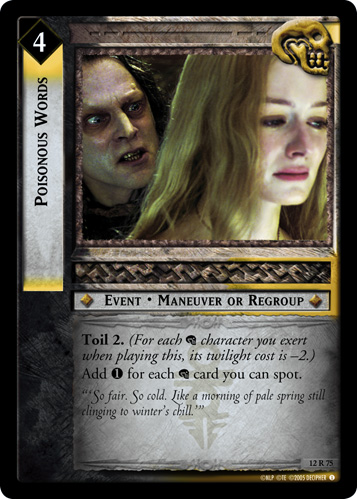 4
POISONOUS WORDS
EVENT • MANEUVER OR REGROUP
Toil 2. (For each character you exert
when playing this, its twilight cost is –2.)
Add 1 for each card you can spot.
“‘So fair. So cold. Like a morning of pale spring still
clinging to winter’s chill.’”
12 R 75
©NLP ©TE ©2005 DECIPHER